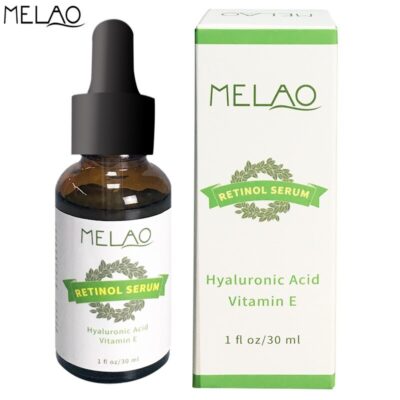 MELAO
MELAO
RETINOL SERUM
Hyaluronic Acid
Vitamin E
1 fl oz/30 ml
MELAO
RETINOL SERUM
Hyaluronic Acid
Vitamin E
1 fl oz/30 ml